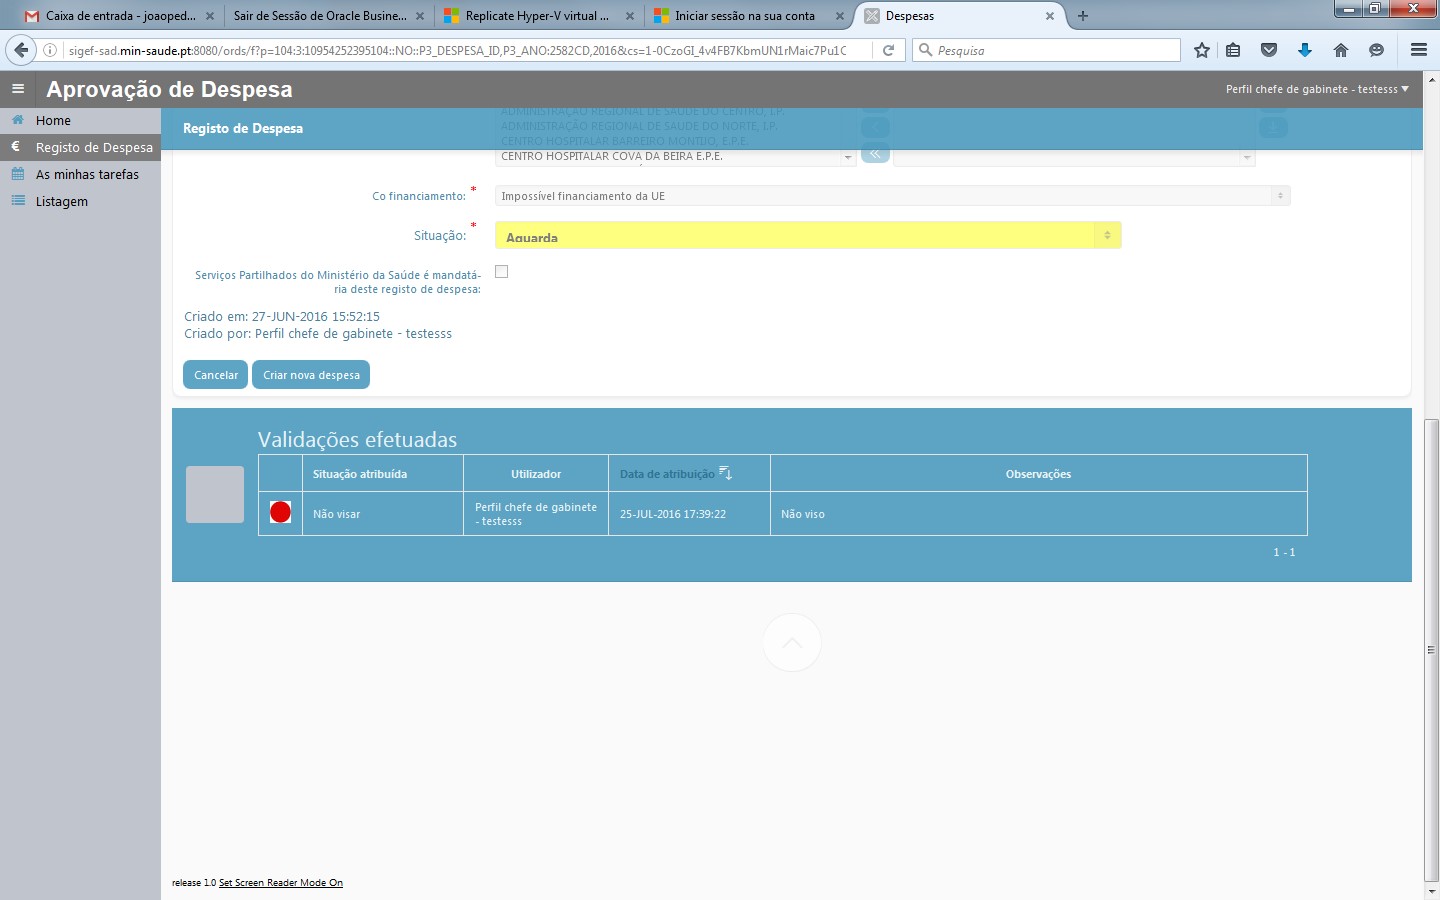 Caixa de entrada - joaoped...
Sair de Sessão de Oracle Busine...
Replicate Hyper-V virtual ...
Iniciar sessão na sua conta
Despesas
sigef-sad.min-saude.pt:8080/ords/f?p=104:3:10954252395104::NO::P3_DESPESA_ID,P3_ANO:2582CD,2016&cs=1-0CzoGI_4v4FB7KbmUN1rMaic7Pu1C
Pesquisa
Aprovação de Despesa
Perfil chefe de gabinete - testesss
Home
Registo de Despesa
As minhas tarefas
Listagem
Registo de Despesa
ADMINISTRAÇÃO REGIONAL DE SAÚDE DO CENTRO, I.P.
ADMINISTRAÇÃO REGIONAL DE SAÚDE DO NORTE, I.P.
CENTRO HOSPITALAR BARREIRO MONTIJO, E.P.E.
CENTRO HOSPITALAR COVA DA BEIRA E.P.E.
Co financiamento: *
Impossível financiamento da UE
Situação: *
Aguarda
Serviços Partilhados do Ministério da Saúde é mandatá-
ria deste registo de despesa:
Criado em: 27-JUN-2016 15:52:15
Criado por: Perfil chefe de gabinete - testesss
Cancelar
Criar nova despesa
Validações efetuadas
Situação atribuída
Utilizador
Data de atribuição
Observações
Não visar
Perfil chefe de gabinete
- testesss
25-JUL-2016 17:39:22
Não viso
1 - 1
release 1.0 Set Screen Reader Mode On